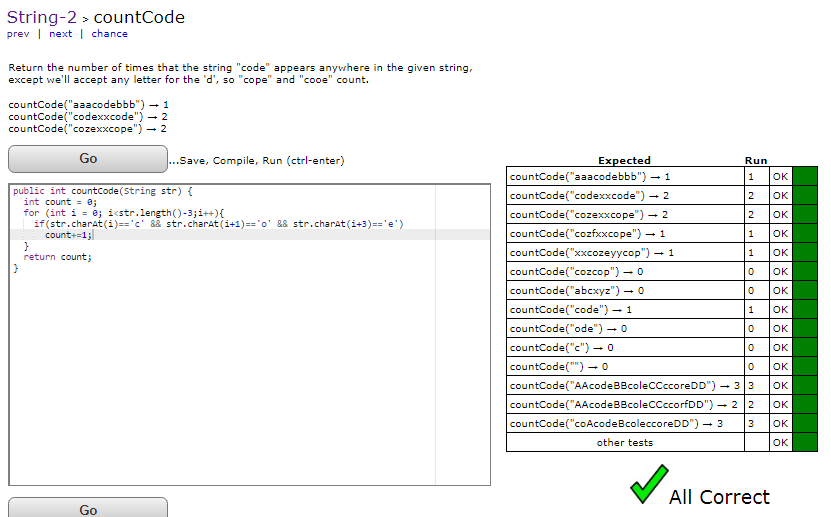 String-2 > countCode
prev | next | chance
Return the number of times that the string "code" appears anywhere in the given string,
except we'll accept any letter for the 'd', so "cope" and "cooe" count.
countCode("aaacodebbb") → 1
countCode("codexxcode") → 2
countCode("cozexxcope") → 2
Go
...Save, Compile, Run (ctrl-enter)
public int countCode(String str) {
int count = 0;
for (int i = 0; i<str.length()-3;i++){
if(str.charAt(i)=='c' && str.charAt(i+1)=='o' && str.charAt(i+3)=='e')
count+=1;
}
return count;
}
Go
Expected Run
countCode("aaacodebbb") → 1 1 OK
countCode("codexxcode") → 2 2 OK
countCode("cozexxcope") → 2 2 OK
countCode("cozfxxcope") → 1 1 OK
countCode("xxcozeyycop") → 1 1 OK
countCode("cozcop") → 0 0 OK
countCode("abcxyz") → 0 0 OK
countCode("code") → 1 1 OK
countCode("ode") → 0 0 OK
countCode("c") → 0 0 OK
countCode("") → 0 0 OK
countCode("AAcodeBBcoleCCccoreDD") → 3 3 OK
countCode("AAcodeBBcoleCCccorfDD") → 2 2 OK
countCode("coAcodeBcoleccoreDD") → 3 3 OK
other tests OK
All Correct